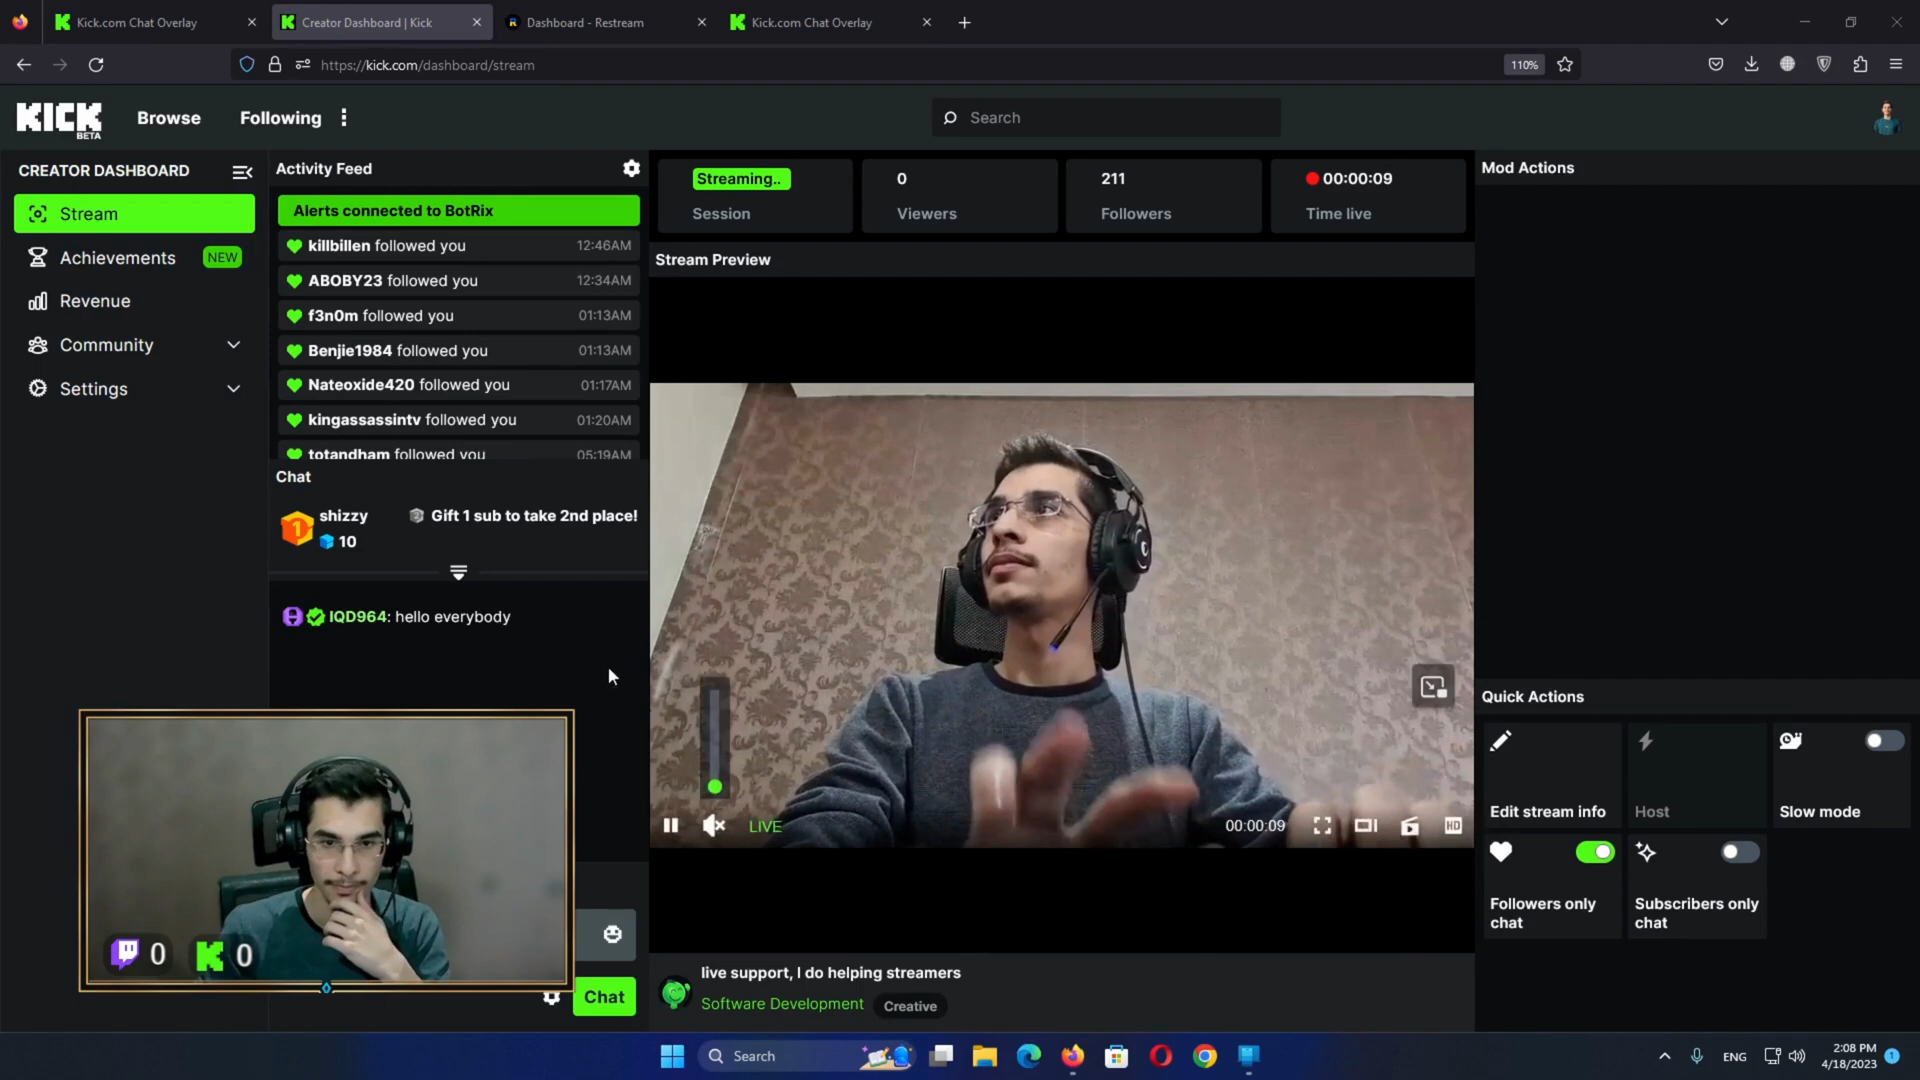 Kick.com Chat Overlay
Creator Dashboard | Kick
Dashboard - Restream
Kick.com Chat Overlay
https://kick.com/dashboard/stream
110%
KICK
BETA
Browse
Following
Search
CREATOR DASHBOARD
Stream
Achievements NEW
Revenue
Community
Settings
Activity Feed
Alerts connected to BotRix
killbillen followed you 12:46AM
ABOBY23 followed you 12:34AM
f3n0m followed you 01:13AM
Benjie1984 followed you 01:13AM
Nateoxide420 followed you 01:17AM
kingassassintv followed you 01:20AM
totandham followed you 05:19AM
Chat
1
shizzy
10
Gift 1 sub to take 2nd place!
IQD964: hello everybody
0
K 0
Chat
Streaming..
Session
0
Viewers
211
Followers
00:00:09
Time live
Stream Preview
LIVE
00:00:09
HD
live support, I do helping streamers
Software Development Creative
Mod Actions
Quick Actions
Edit stream info
Host
Slow mode
Followers only
chat
Subscribers only
chat
Search
ENG
2:08 PM
4/18/2023
1